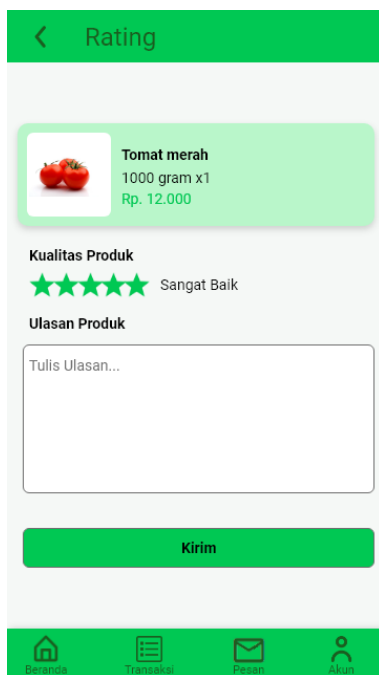 Rating
Tomat merah
1000 gram x1
Rp. 12.000
Kualitas Produk
Sangat Baik
Ulasan Produk
Tulis Ulasan...
Kirim
Beranda Transaksi Pesan Akun